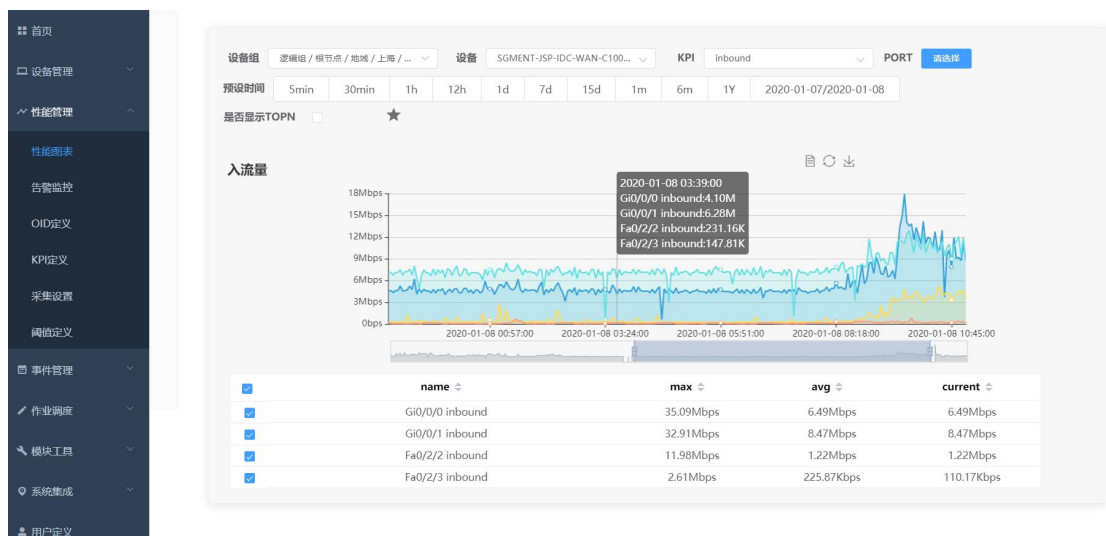 首页
设备管理
性能管理
性能图表
告警监控
OID定义
KPI定义
采集设置
阈值定义
事件管理
作业调度
模块工具
系统集成
用户定义
设备组 逻辑组 / 根节点 / 地域 / 上海 / ... 设备 SGMENT-JSP-IDC-WAN-C100... KPI inbound PORT 请选择
预设时间 5min 30min 1h 12h 1d 7d 15d 1m 6m 1Y 2020-01-07/2020-01-08
是否显示TOPN
入流量
2020-01-08 03:39:00
Gi0/0/0 inbound:4.10M
Gi0/0/1 inbound:6.28M
Fa0/2/2 inbound:231.16K
Fa0/2/3 inbound:147.81K
18Mbps
15Mbps
12Mbps
9Mbps
6Mbps
3Mbps
0bps
2020-01-08 00:57:00 2020-01-08 03:24:00 2020-01-08 05:51:00 2020-01-08 08:18:00 2020-01-08 10:45:00
name max avg current
Gi0/0/0 inbound 35.09Mbps 6.49Mbps 6.49Mbps
Gi0/0/1 inbound 32.91Mbps 8.47Mbps 8.47Mbps
Fa0/2/2 inbound 11.98Mbps 1.22Mbps 1.22Mbps
Fa0/2/3 inbound 2.61Mbps 225.87Kbps 110.17Kbps